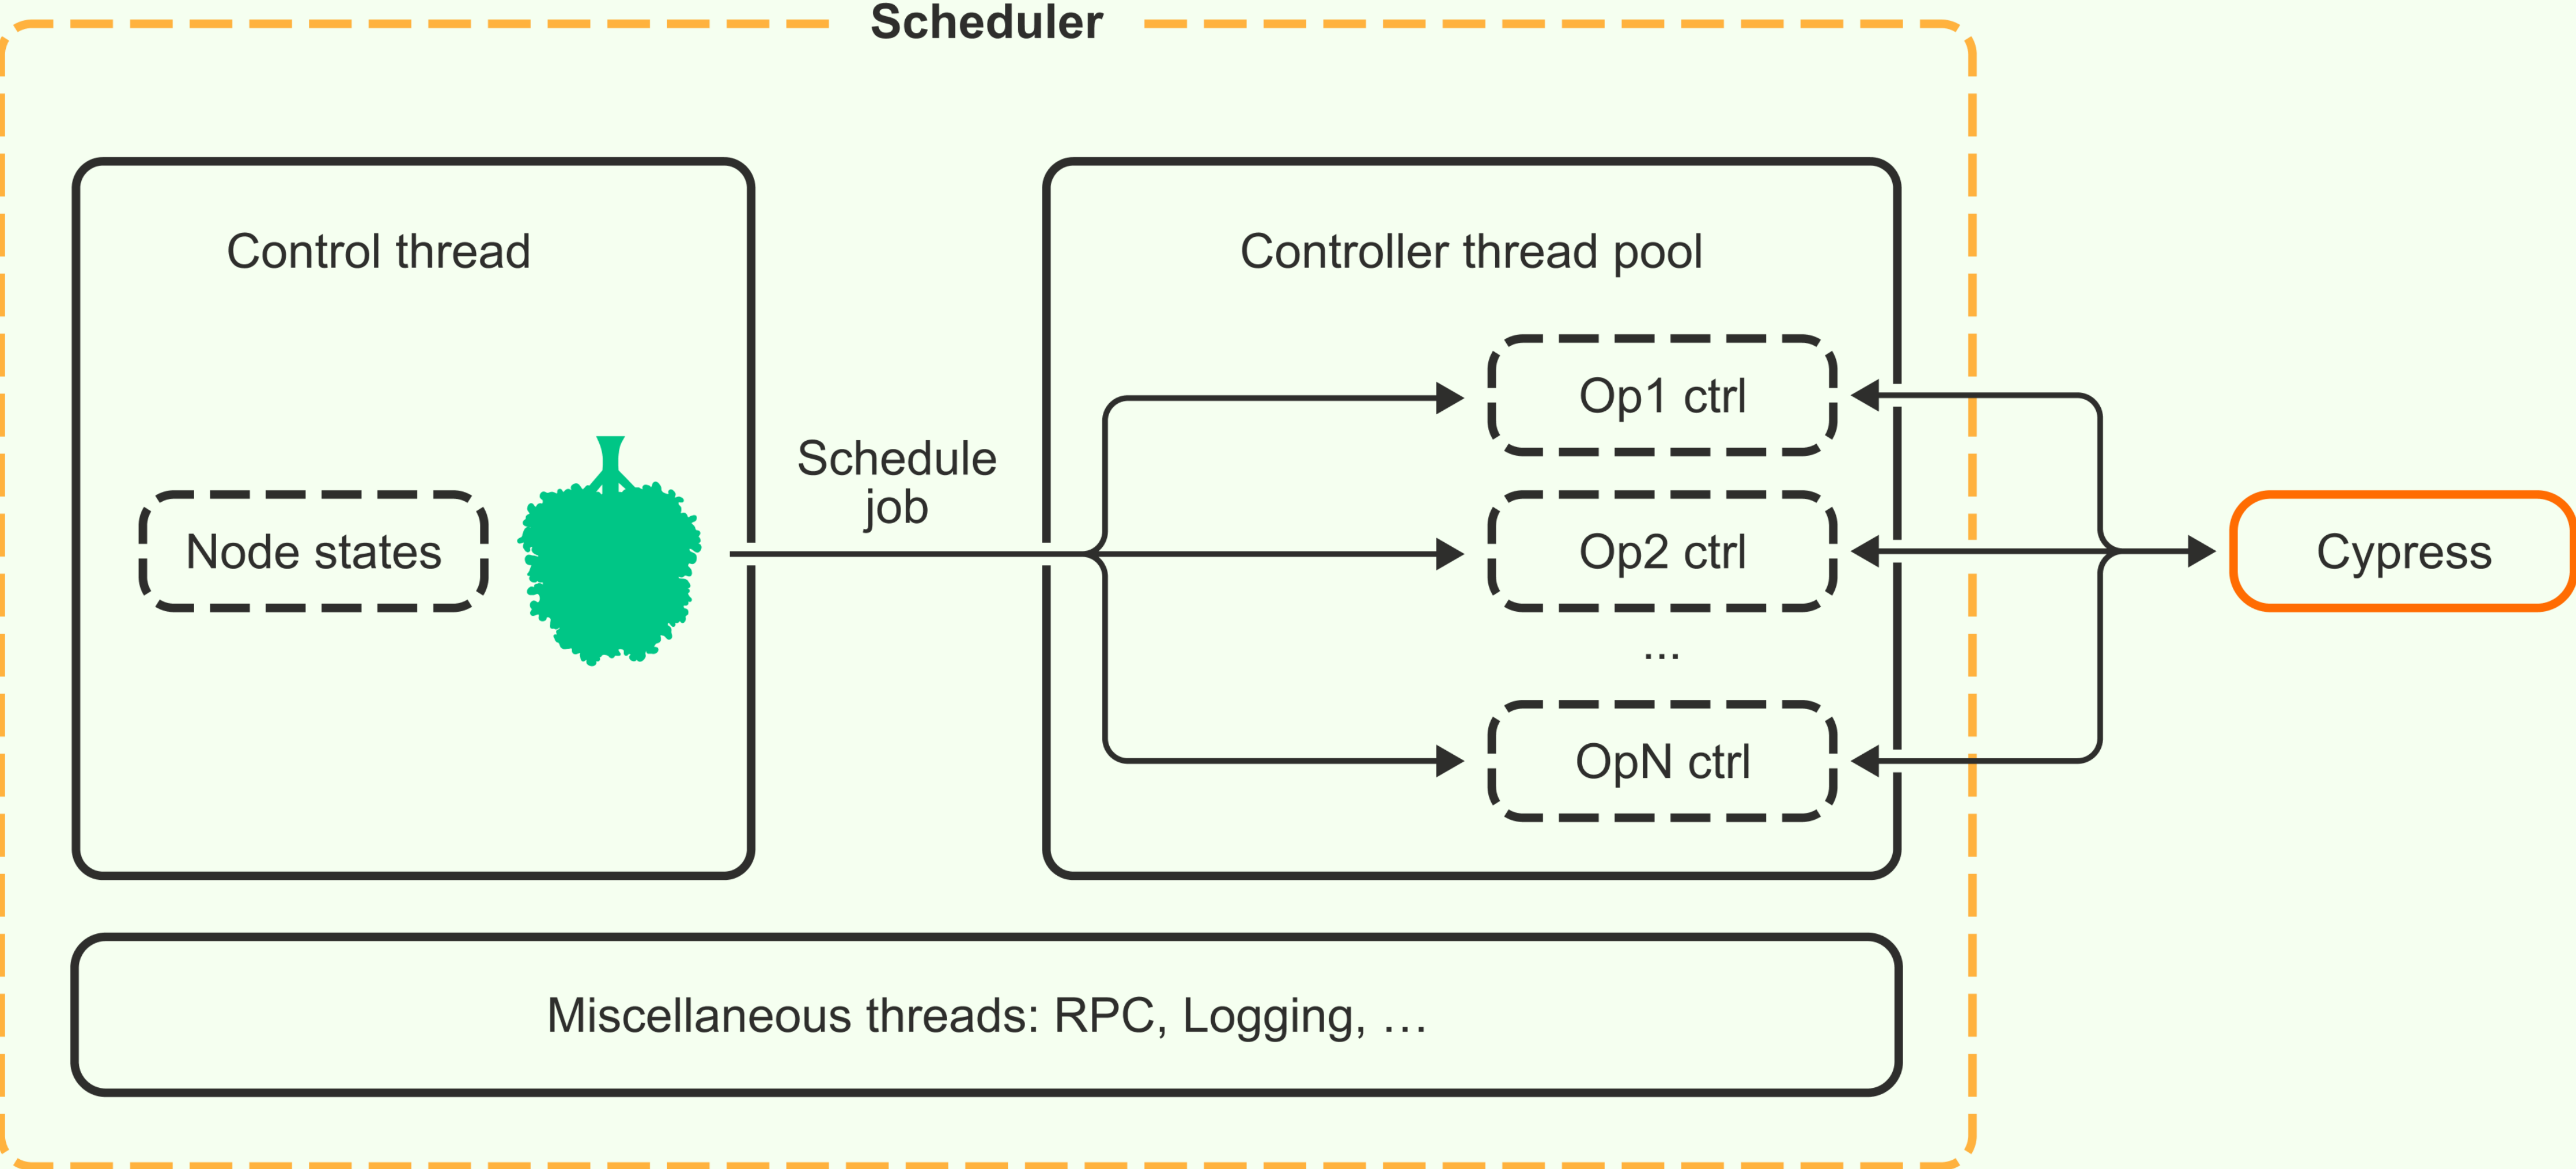 Scheduler
Control thread
Controller thread pool
Op1 ctrl
Schedule
job
Node states
Op2 ctrl
Cypress
...
OpN ctrl
Miscellaneous threads: RPC, Logging, …